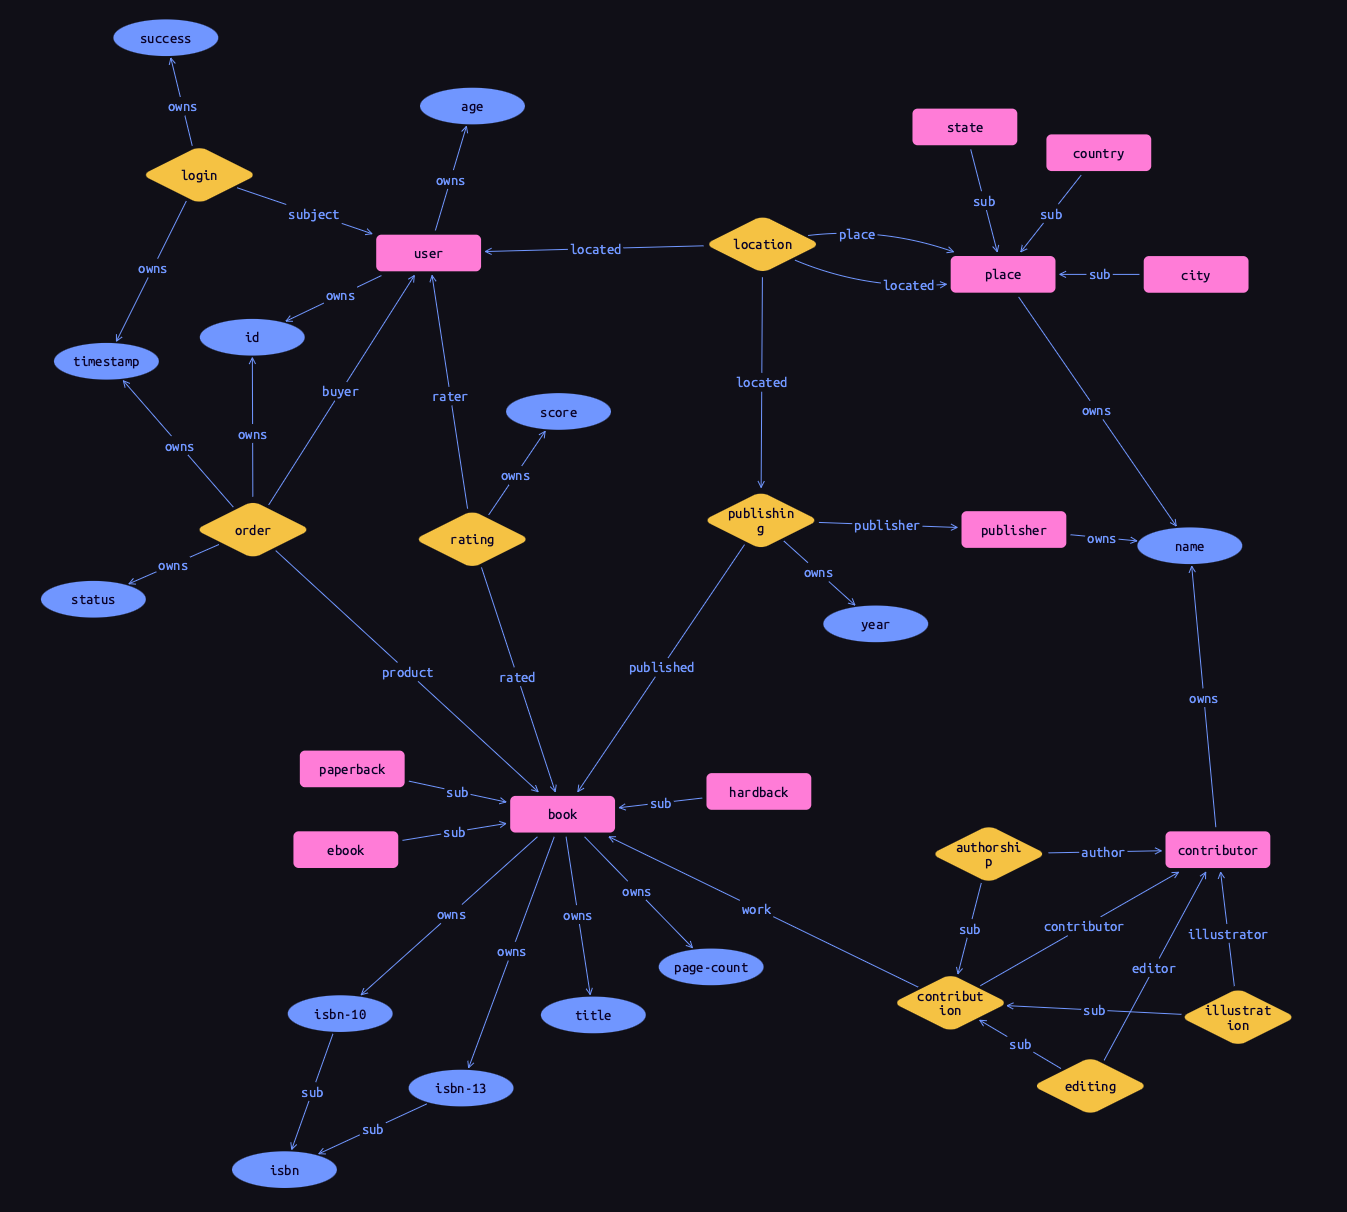 success
owns
age
state
country
login
owns
sub
subject
sub
place
user
located
location
place
sub
city
owns
located
owns
id
timestamp
buyer
rater
located
score
owns
owns
owns
owns
order
rating
publishin
g
publisher
publisher
owns
name
owns
owns
status
year
product
rated
published
owns
paperback
sub
hardback
sub
book
sub
ebook
authorshi
p
author
contributor
owns
owns
owns
work
sub
contributor
illustrator
owns
editor
page-count
contribut
ion
isbn-10
title
sub
illustrat
ion
sub
isbn-13
editing
sub
sub
isbn